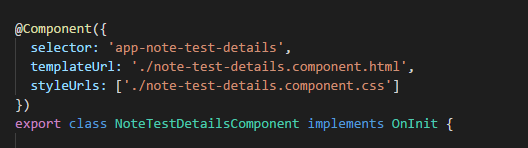 @Component({
  selector: 'app-note-test-details',
  templateUrl: './note-test-details.component.html',
  styleUrls: ['./note-test-details.component.css']
})
export class NoteTestDetailsComponent implements OnInit {